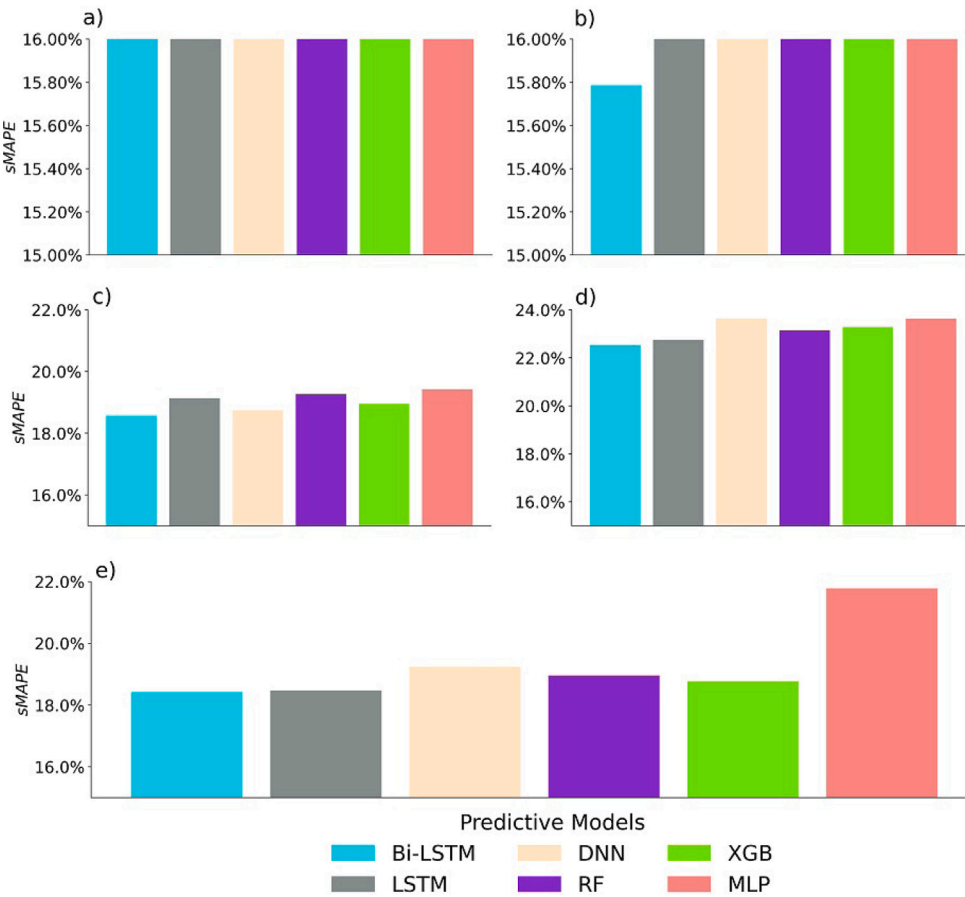 a)
16.00%
15.80%
15.60%
15.40%
15.20%
15.00%
sMAPE
b)
16.00%
15.80%
15.60%
15.40%
15.20%
15.00%
c)
22.0%
20.0%
18.0%
16.0%
sMAPE
d)
24.0%
22.0%
20.0%
18.0%
16.0%
e)
22.0%
20.0%
18.0%
16.0%
sMAPE
Predictive Models
Bi-LSTM DNN XGB
LSTM RF MLP